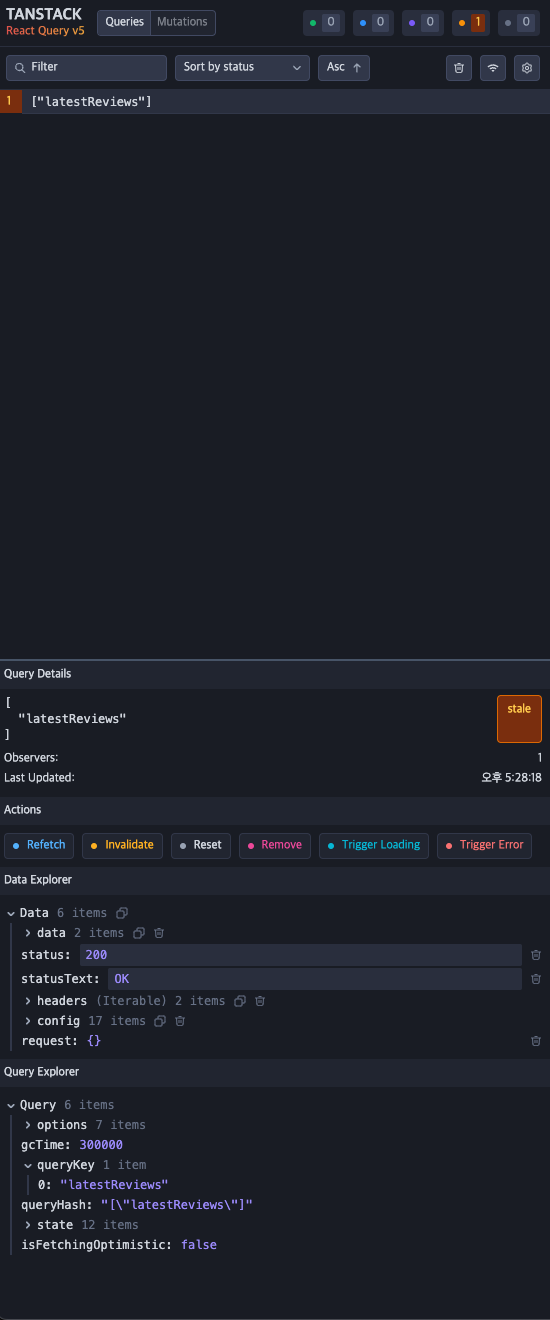 TANSTACK
React Query v5
Queries
Mutations
0
0
0
1
0
Filter
Sort by status
Asc
1
["latestReviews"]
Query Details
[
"latestReviews"
]
stale
Observers:
1
Last Updated:
오후 5:28:18
Actions
Refetch
Invalidate
Reset
Remove
Trigger Loading
Trigger Error
Data Explorer
Data 6 items
data 2 items
status: 200
statusText: OK
headers (Iterable) 2 items
config 17 items
request: {}
Query Explorer
Query 6 items
options 7 items
gcTime: 300000
queryKey 1 item
0: "latestReviews"
queryHash: "[\"latestReviews\"]"
state 12 items
isFetchingOptimistic: false